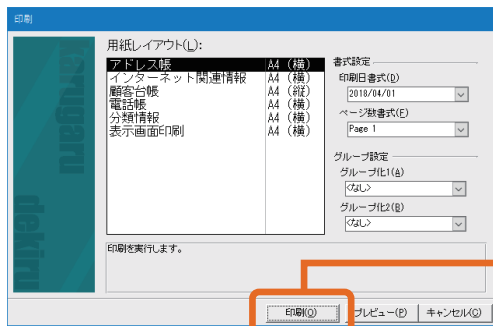 印刷
用紙レイアウト(L):
アドレス帳 A4 (横)
インターネット関連情報 A4 (横)
顧客台帳 A4 (縦)
電話帳 A4 (横)
分類情報 A4 (横)
表示画面印刷 A4 (横)
書式設定
印刷日書式(D)
2018/04/01
ページ数書式(F)
Page 1
グループ設定
グループ化1(A)
<なし>
グループ化2(B)
<なし>
印刷を実行します。
印刷(O)
プレビュー(P)
キャンセル(C)
karugaru
dekiru